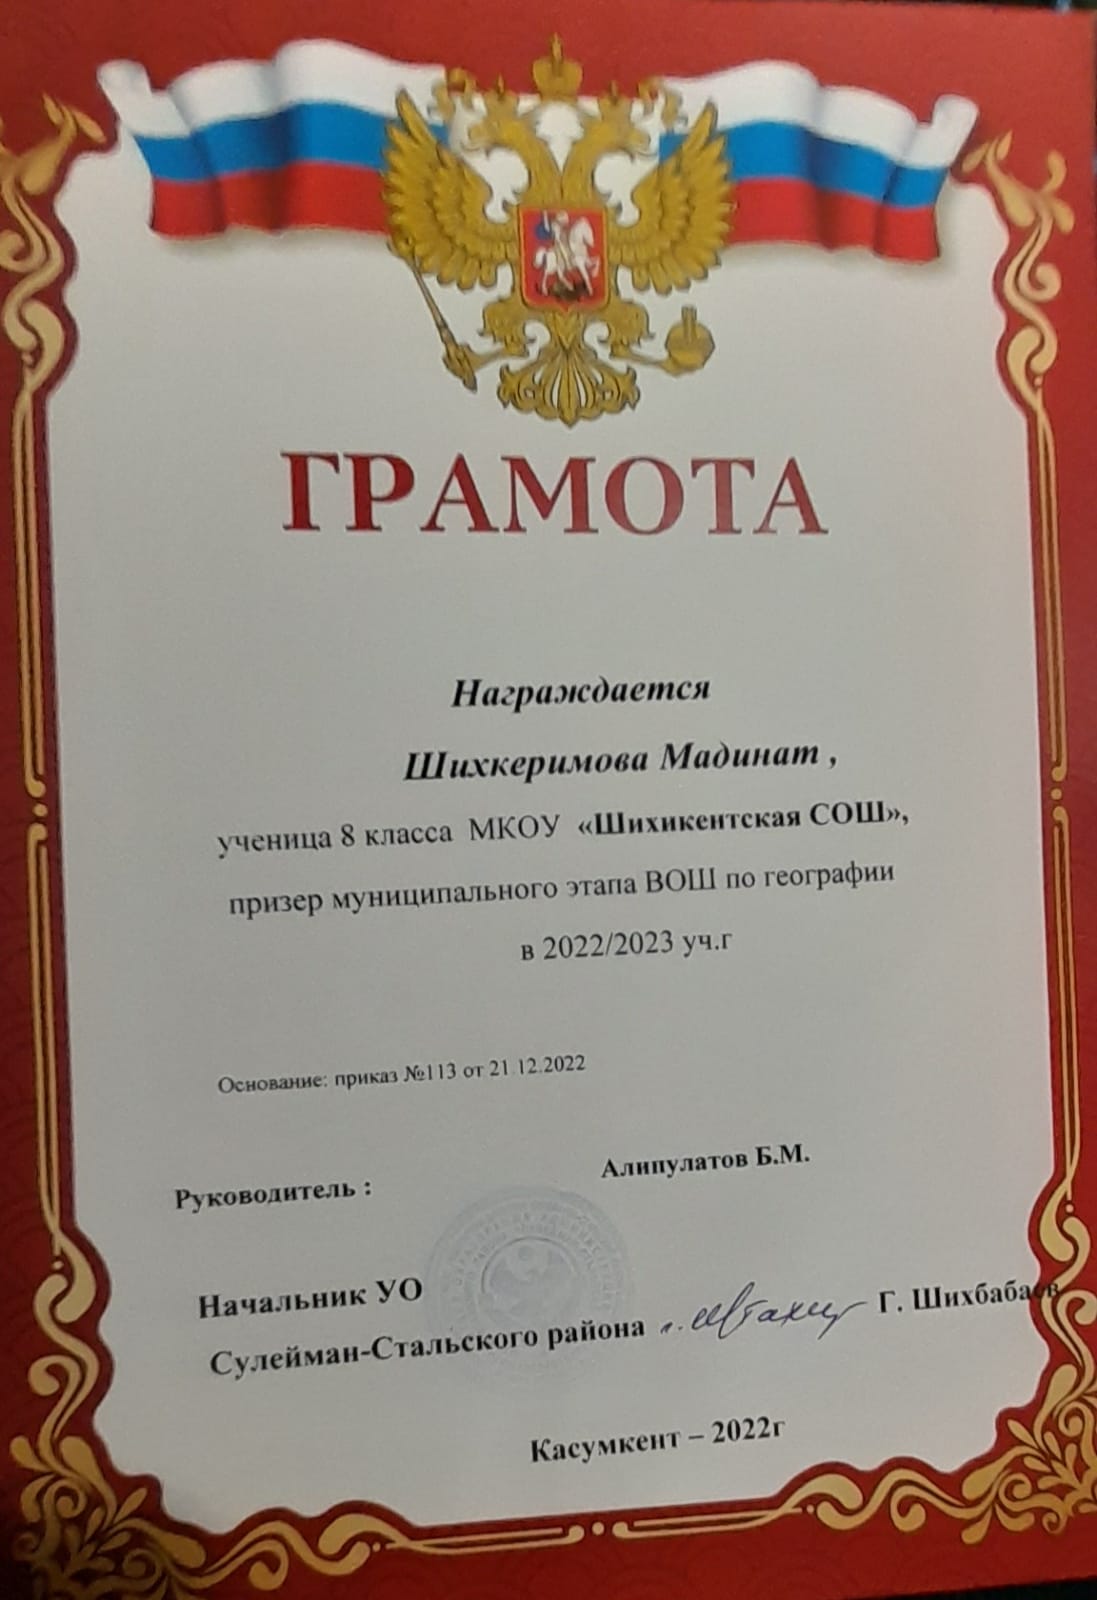 ГРАМОТА
Награждается
Шихкеримова Мадинат ,
ученица 8 класса МКОУ «Шихикентская СОШ»,
призер муниципального этапа ВОШ по географии
в 2022/2023 уч.г
Основание: приказ №113 от 21.12.2022
Руководитель : Алипулатов Б.М.
Начальник УО
Сулейман-Стальского района Г. Шихбабаев
Касумкент – 2022г